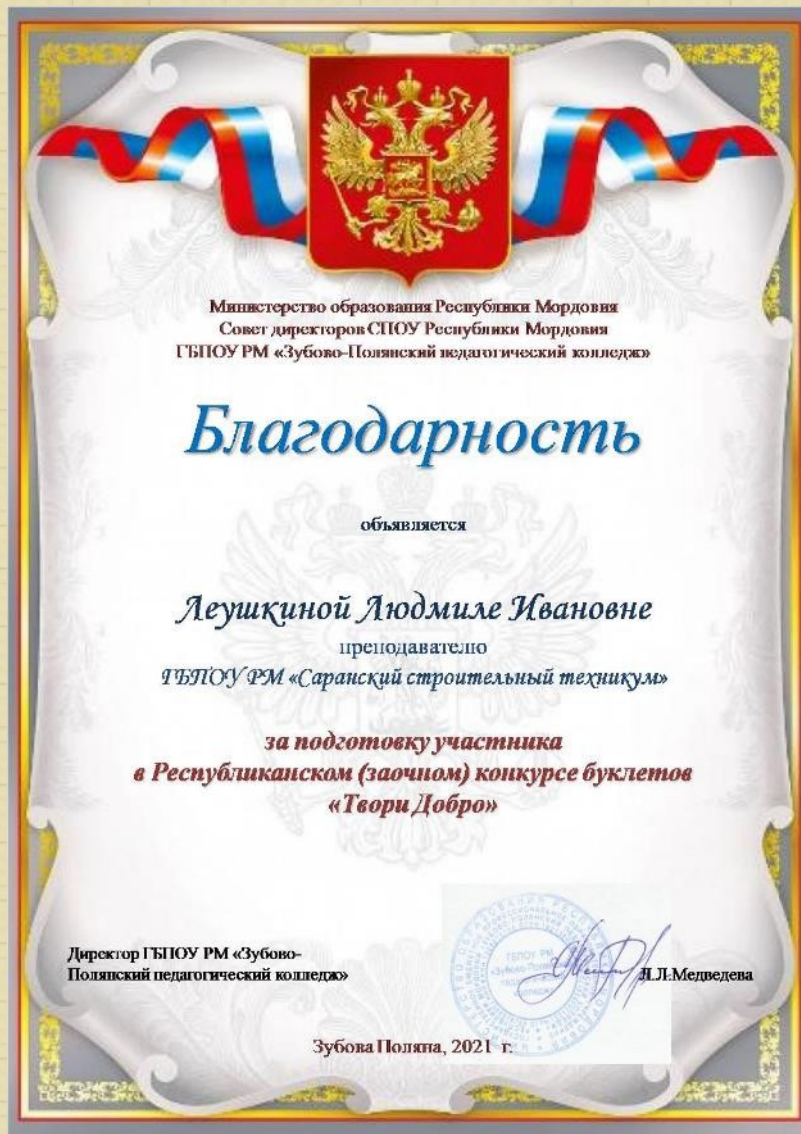 Министерство образования Республики Мордовия
Совет директоров СПОУ Республики Мордовия
ГБПОУ РМ «Зубово-Полянский педагогический колледж»
Благодарность
объявляется
Леушкиной Людмиле Ивановне
преподавателю
ГБПОУ РМ «Саранский строительный техникум»
за подготовку участника
в Республиканском (заочном) конкурсе буклетов
«Твори Добро»
Директор ГБПОУ РМ «Зубово-
Полянский педагогический колледж»
Л.Л.Медведева
Зубова Поляна, 2021 г.